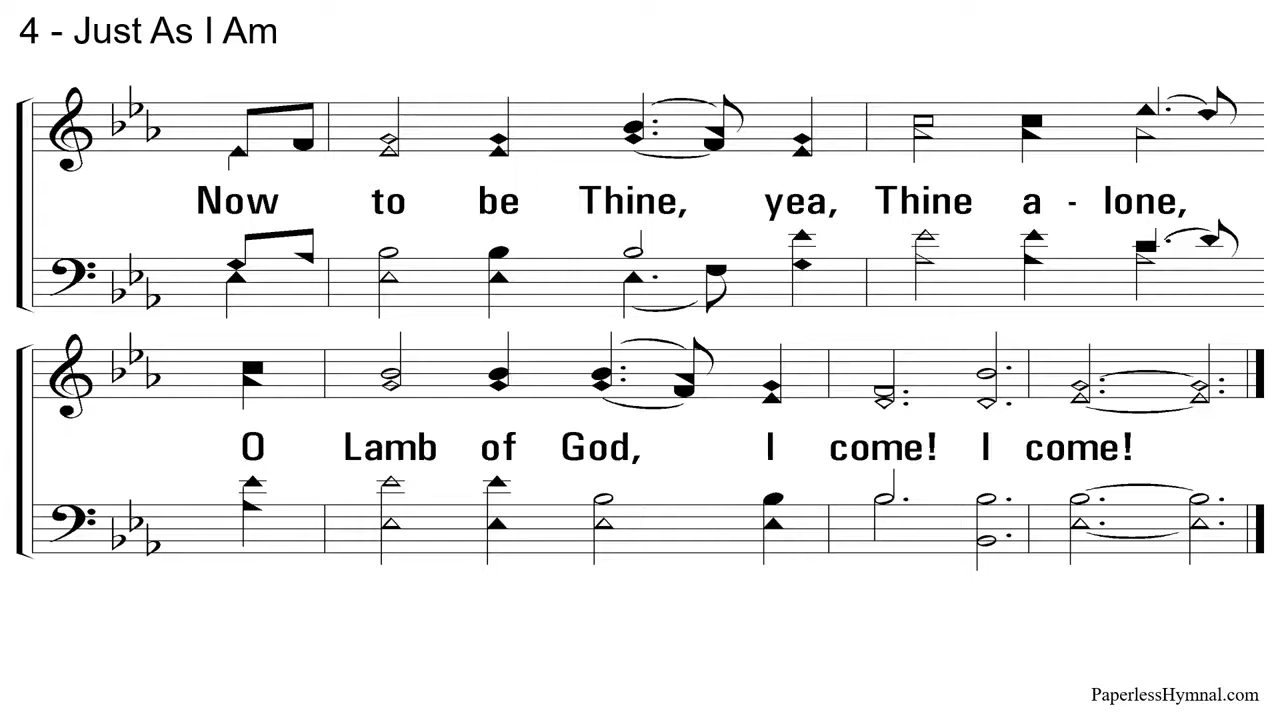 4 - Just As I Am
Now to be Thine, yea, Thine a - lone,
O Lamb of God, I come! I come!
PaperlessHymnal.com